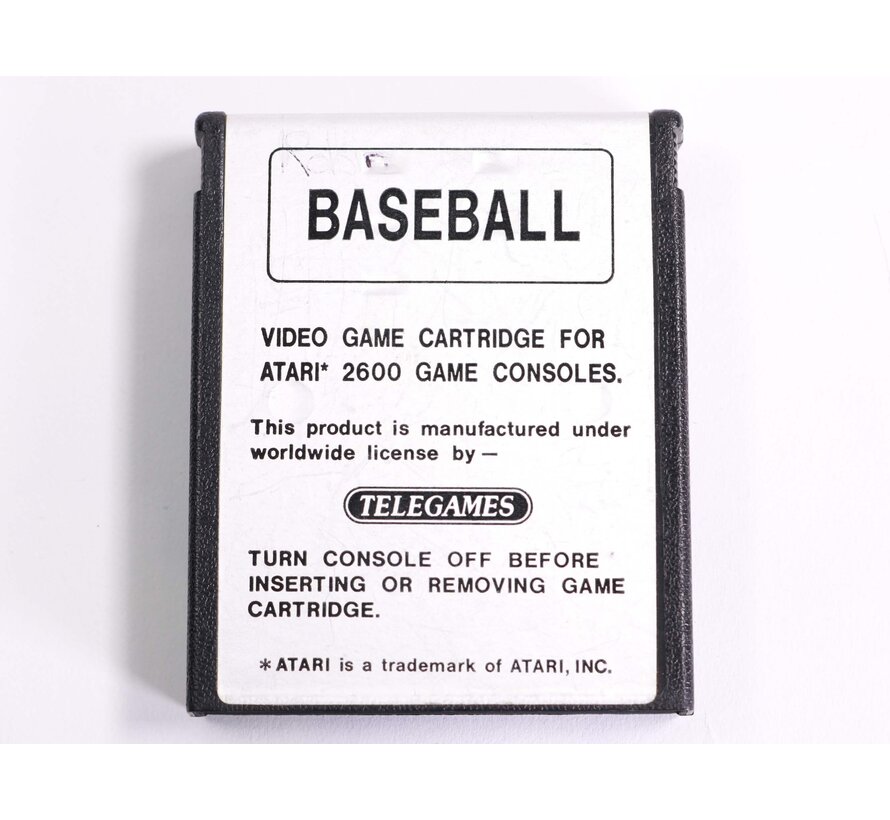 BASEBALL
VIDEO GAME CARTRIDGE FOR
ATARI* 2600 GAME CONSOLES.
This product is manufactured under
worldwide license by —
TELEGAMES
TURN CONSOLE OFF BEFORE
INSERTING OR REMOVING GAME
CARTRIDGE.
* ATARI is a trademark of ATARI, INC.